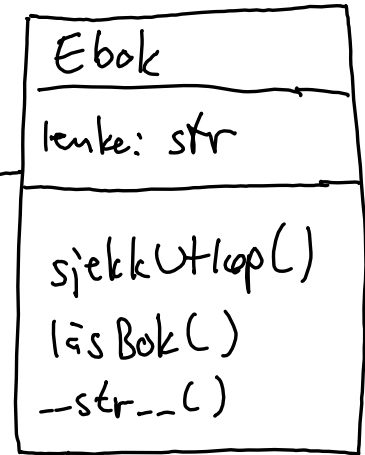 Ebok
lenke: str
sjekkUtløp()
låsBok()
__str__()